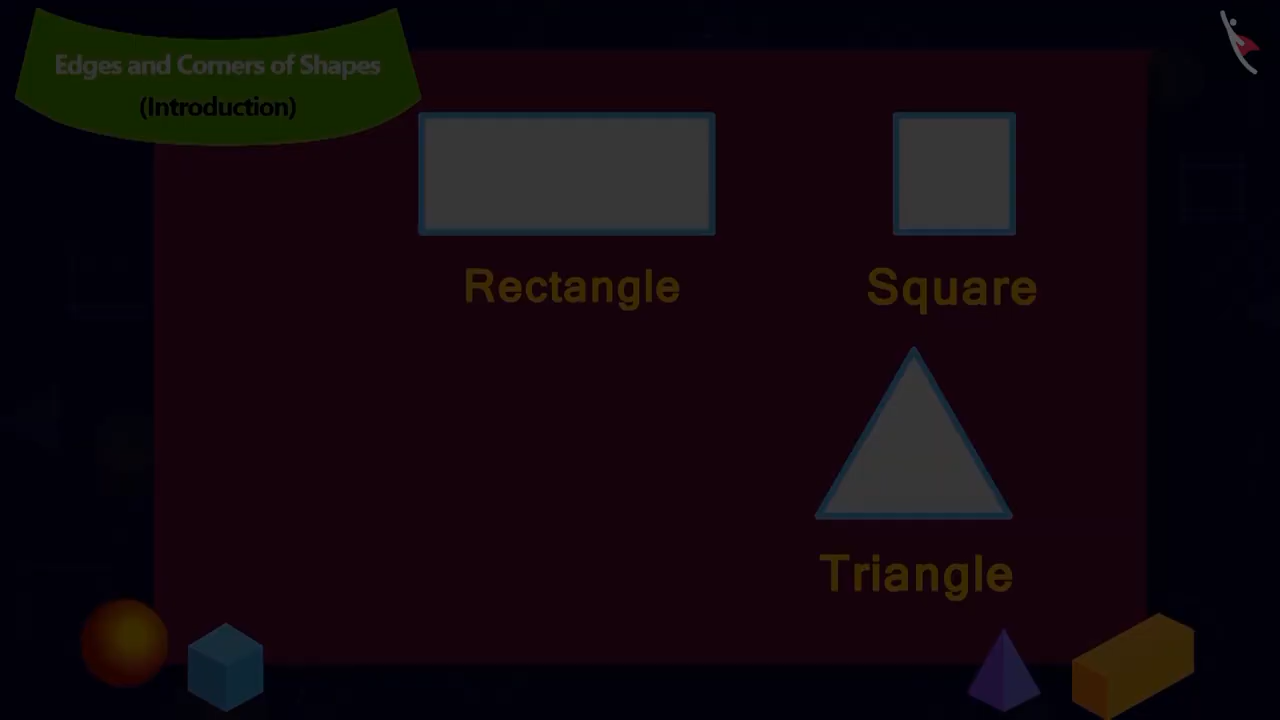 Edges and Corners of Shapes
(Introduction)
Rectangle
Square
Triangle